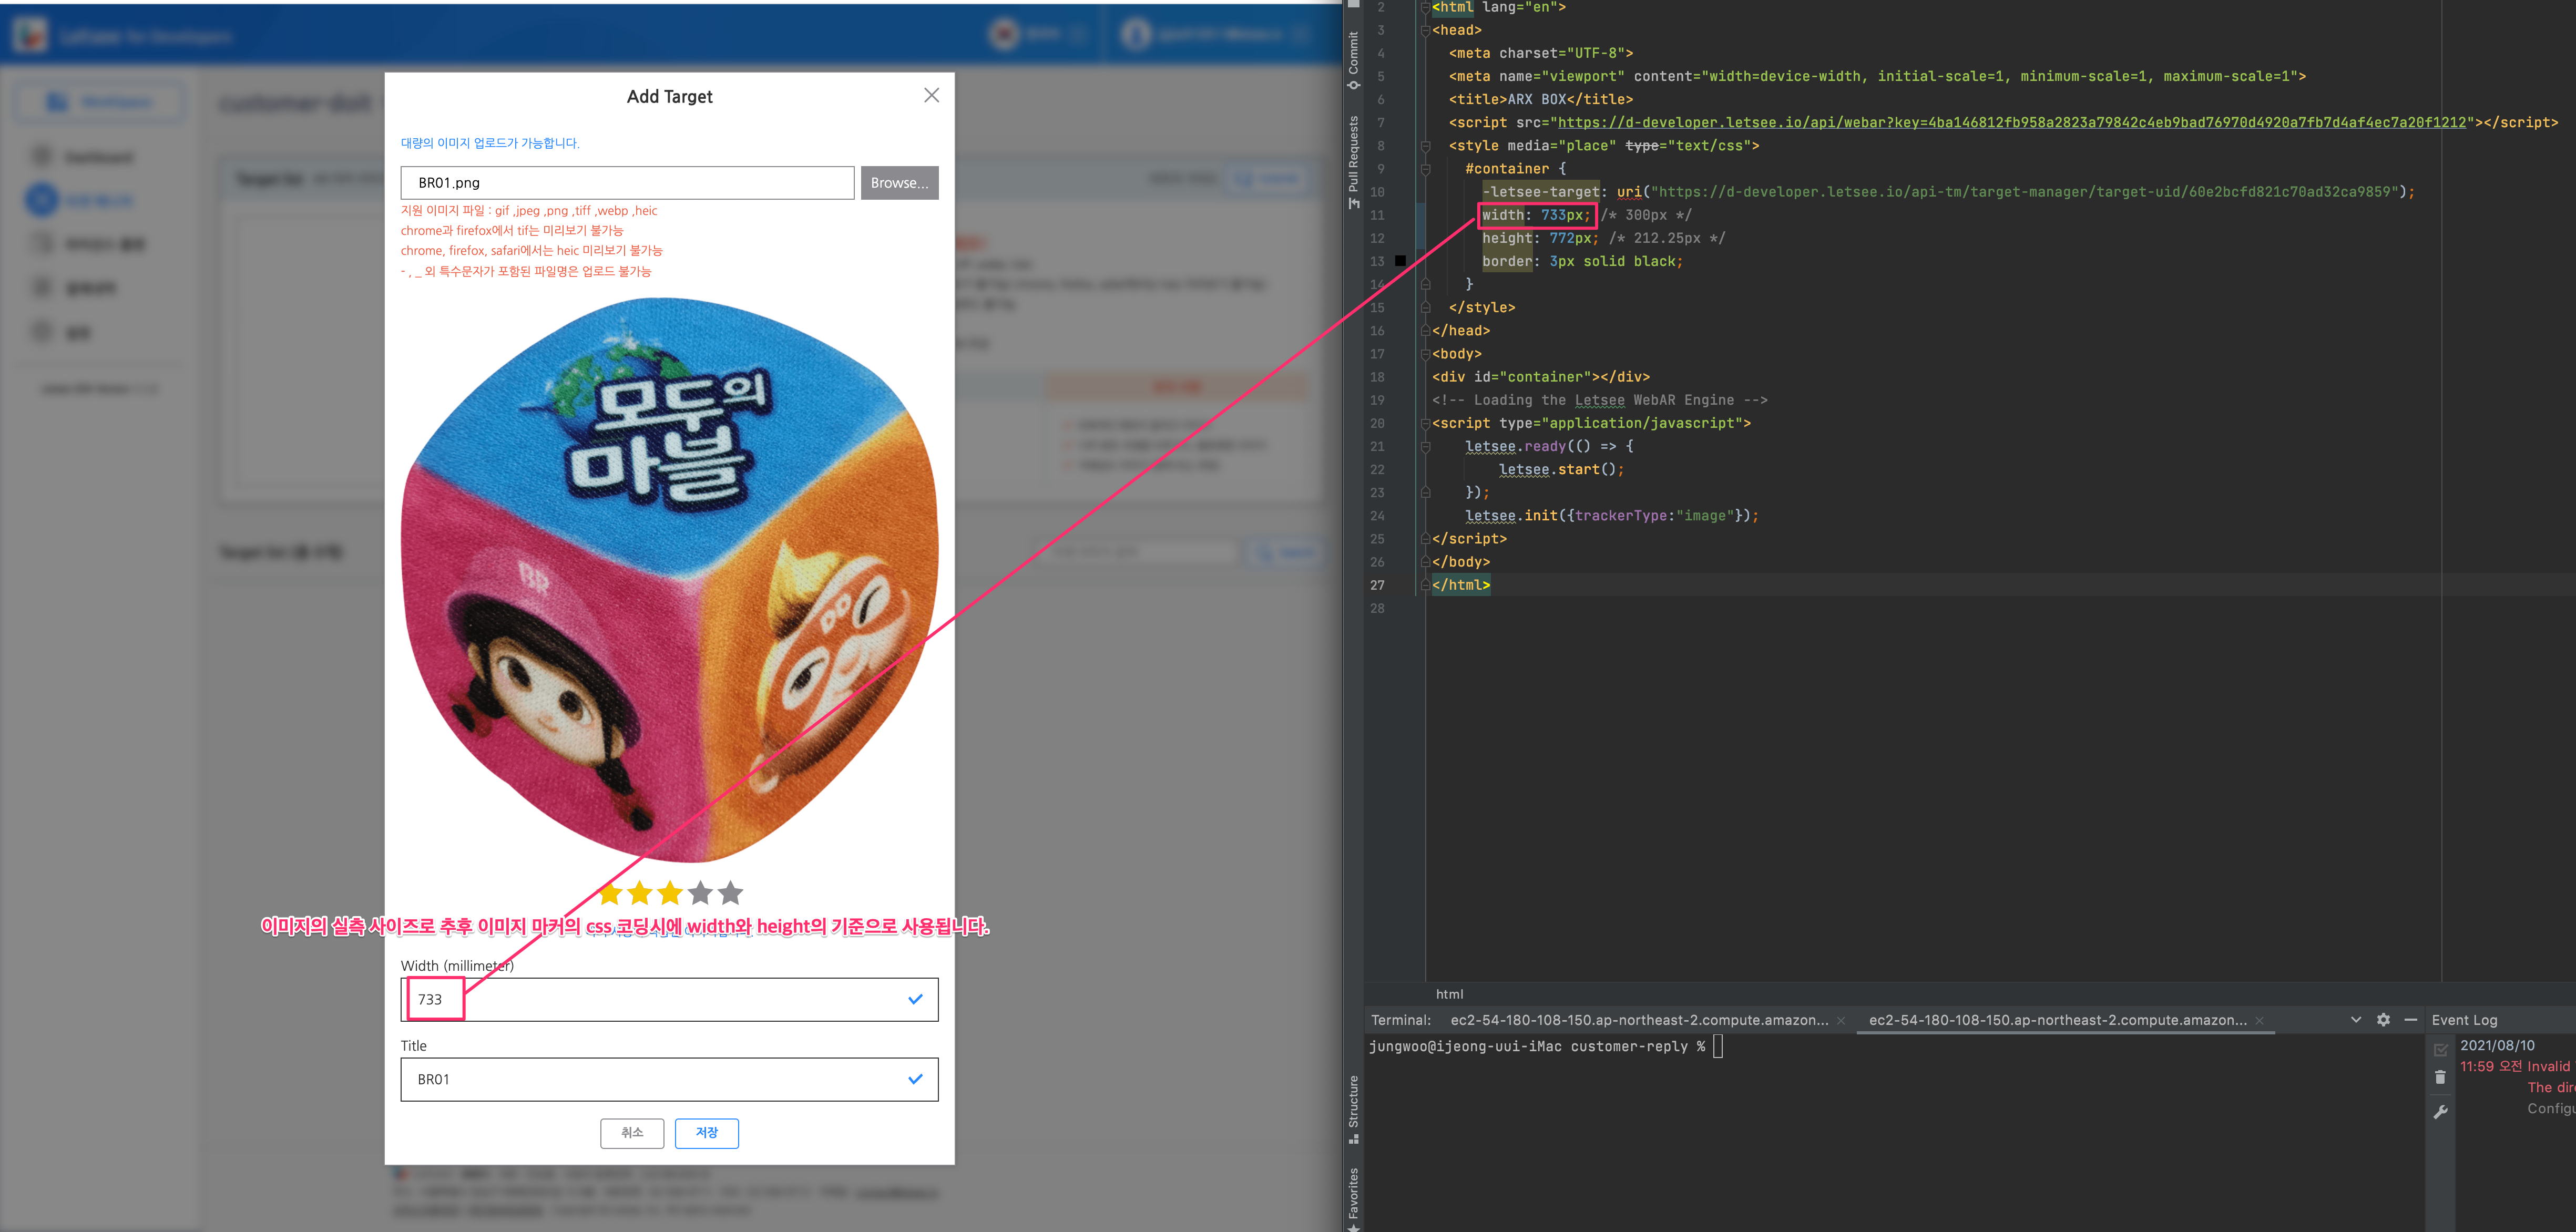 Letsee for Developers
Workspace
customer-doit
Dashboard
Add Target
대량의 이미지 업로드가 가능합니다.
BR01.png
Browse...
지원 이미지 파일 : gif ,jpeg ,png ,tiff ,webp ,heic
chrome과 firefox에서 tif는 미리보기 불가능
chrome, firefox, safari에서는 heic 미리보기 불가능
- , _ 외 특수문자가 포함된 파일명은 업로드 불가능
모두의
마블
BR
DD
이미지의 실측 사이즈로 추후 이미지 마커의 css 코딩시에 width와 height의 기준으로 사용됩니다.
Width (millimeter)
733
Title
BR01
취소
저장
Commit
Pull Requests
Structure
Favorites
2 <html lang="en">
3 <head>
4 <meta charset="UTF-8">
5 <meta name="viewport" content="width=device-width, initial-scale=1, minimum-scale=1, maximum-scale=1">
6 <title>ARX BOX</title>
7 <script src="https://d-developer.letsee.io/api/webar?key=4ba146812fb958a2823a79842c4eb9bad76970d4920a7fb7d4af4ec7a20f1212"></script>
8 <style media="place" type="text/css">
9 #container {
10 -letsee-target: uri("https://d-developer.letsee.io/api-tm/target-manager/target-uid/60e2bcfd821c70ad32ca9859");
11 width: 733px; /* 300px */
12 height: 772px; /* 212.25px */
13 border: 3px solid black;
14 }
15 </style>
16 </head>
17 <body>
18 <div id="container"></div>
19 <!-- Loading the Letsee WebAR Engine -->
20 <script type="application/javascript">
21 letsee.ready(() => {
22 letsee.start();
23 });
24 letsee.init({trackerType:"image"});
25 </script>
26 </body>
27 </html>
28
html
Terminal: ec2-54-180-108-150.ap-northeast-2.compute.amazon... × ec2-54-180-108-150.ap-northeast-2.compute.amazon... ×
jungwoo@ijeong-uui-iMac customer-reply %
Event Log
2021/08/10
11:59 오전 Invalid
The dir
Configu